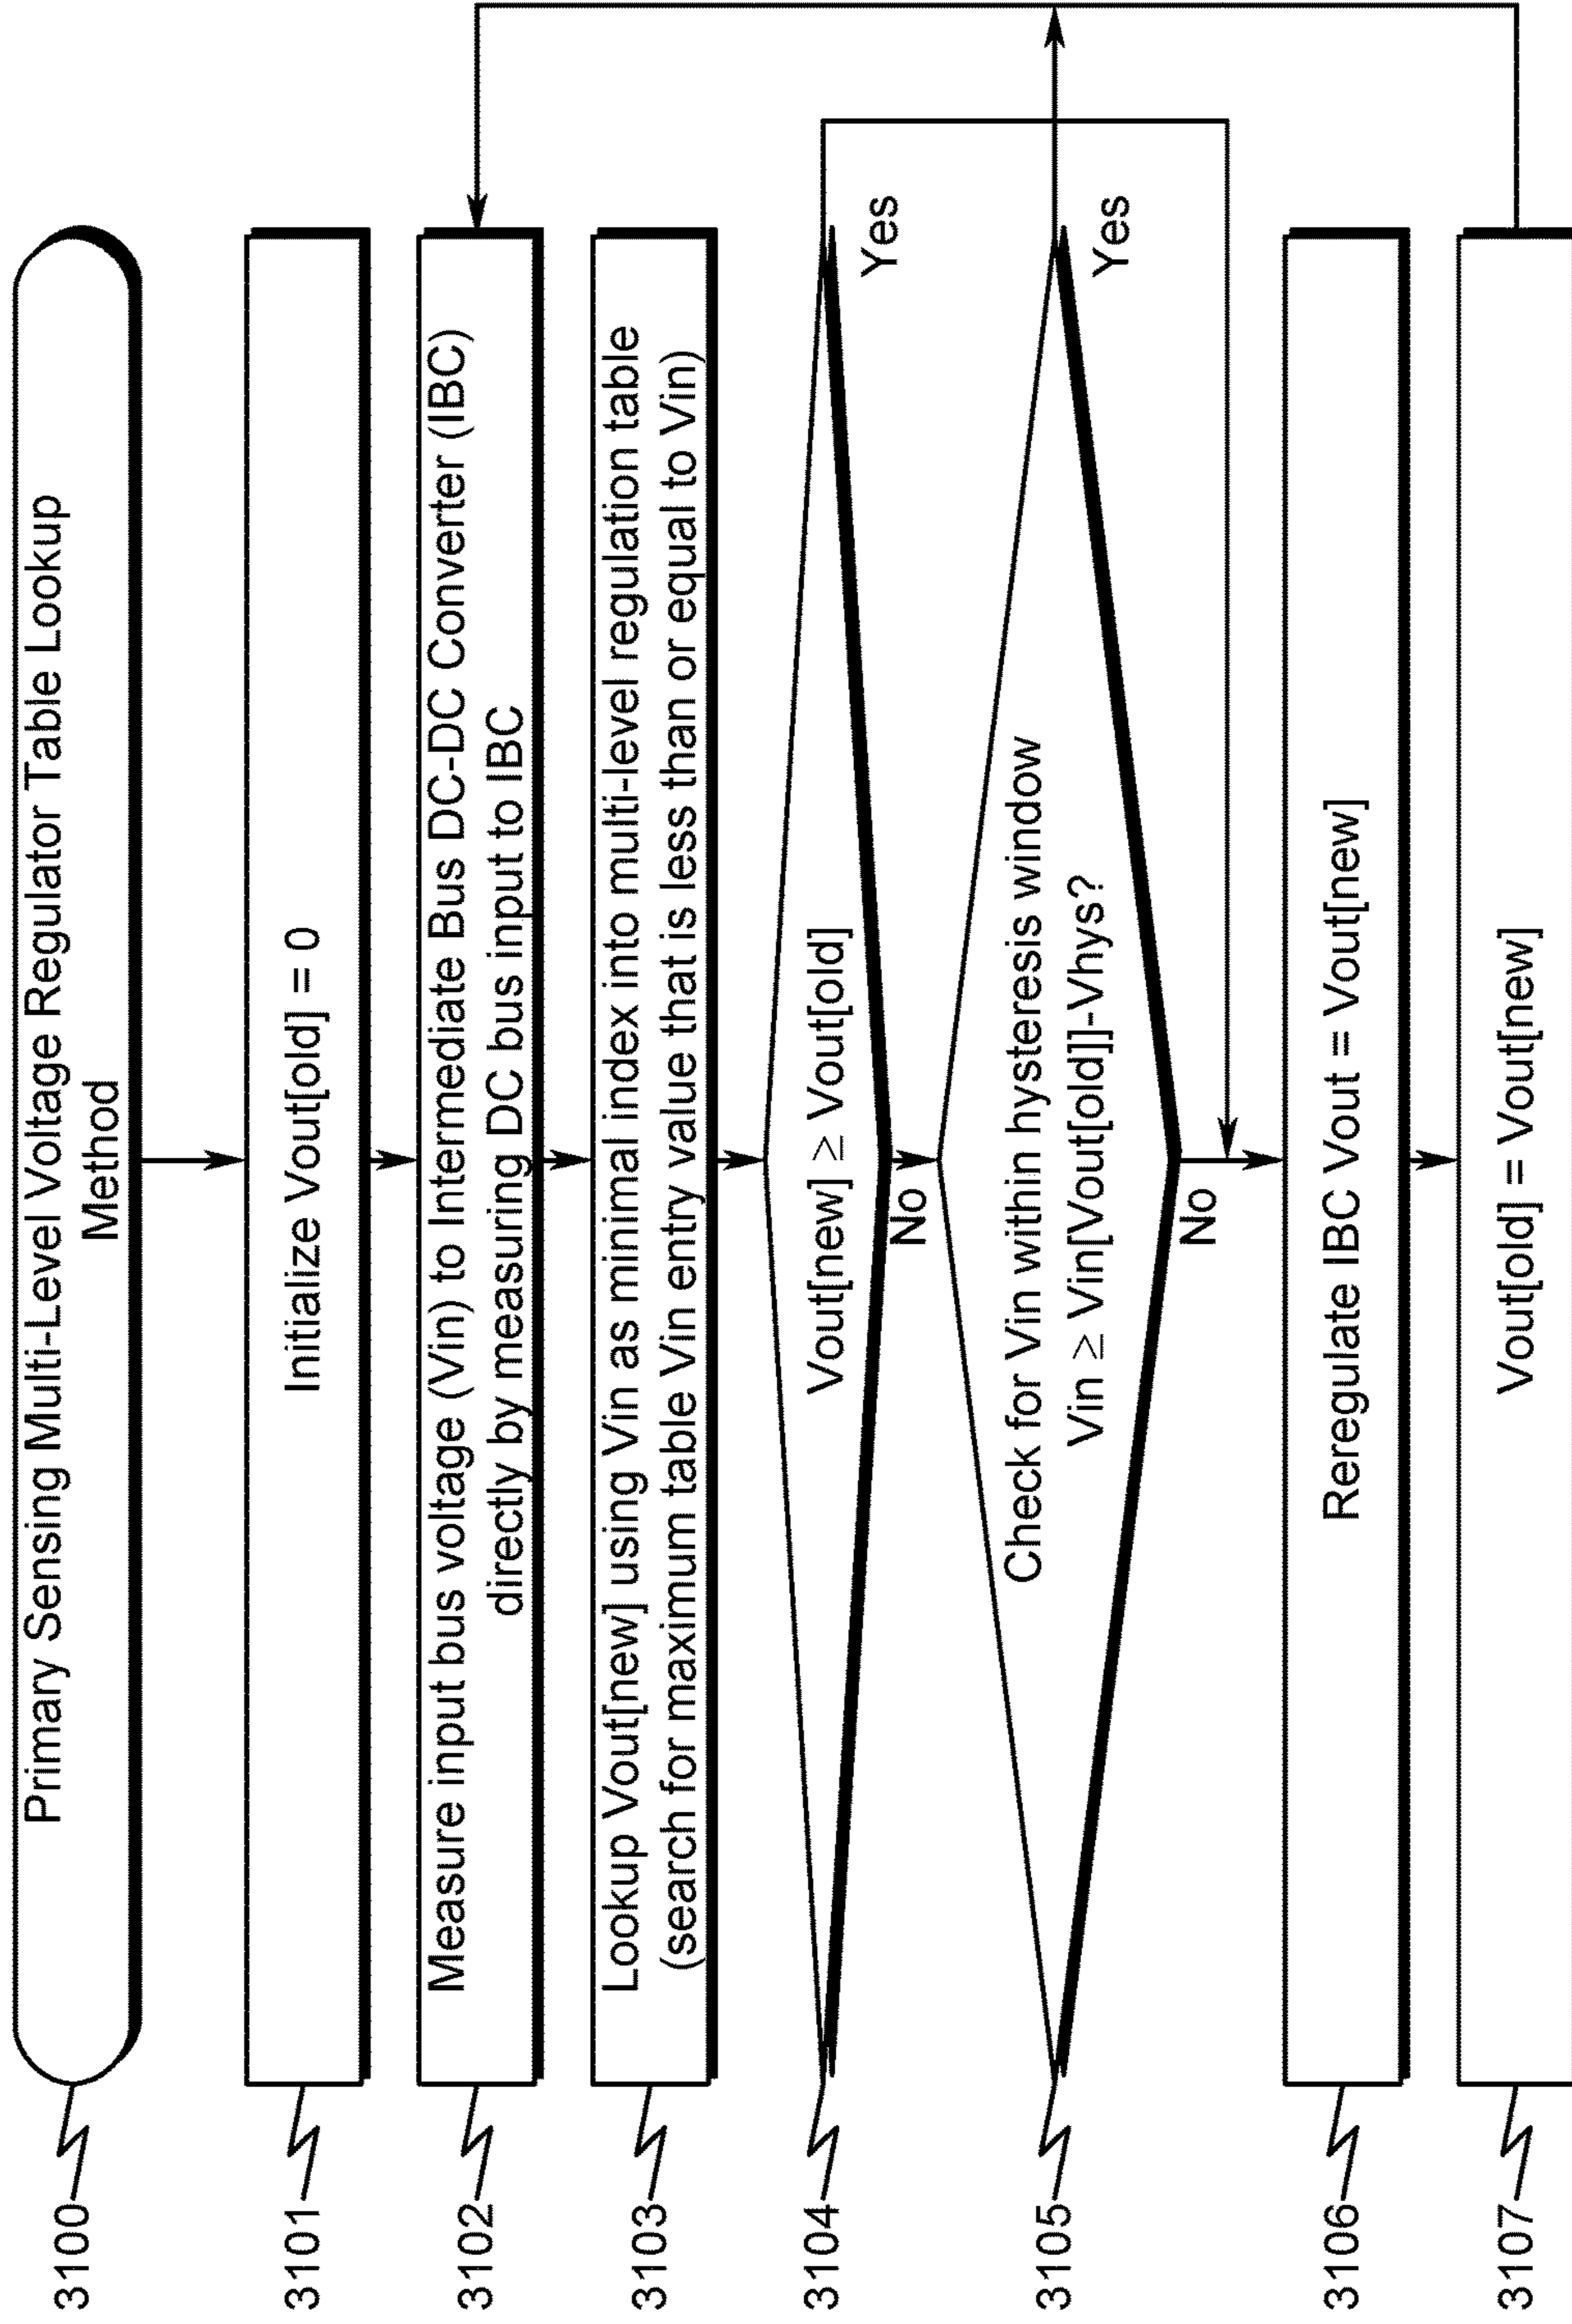 3100
Primary Sensing Multi-Level Voltage Regulator Table Lookup
Method
3101
Initialize Vout[old] = 0
3102
Measure input bus voltage (Vin) to Intermediate Bus DC-DC Converter (IBC)
directly by measuring DC bus input to IBC
3103
Lookup Vout[new] using Vin as minimal index into multi-level regulation table
(search for maximum table Vin entry value that is less than or equal to Vin)
3104
Vout[new] ≥ Vout[old]
Yes
No
3105
Check for Vin within hysteresis window
Vin ≥ Vin[Vout[old]]-Vhys?
Yes
No
3106
Reregulate IBC Vout = Vout[new]
3107
Vout[old] = Vout[new]